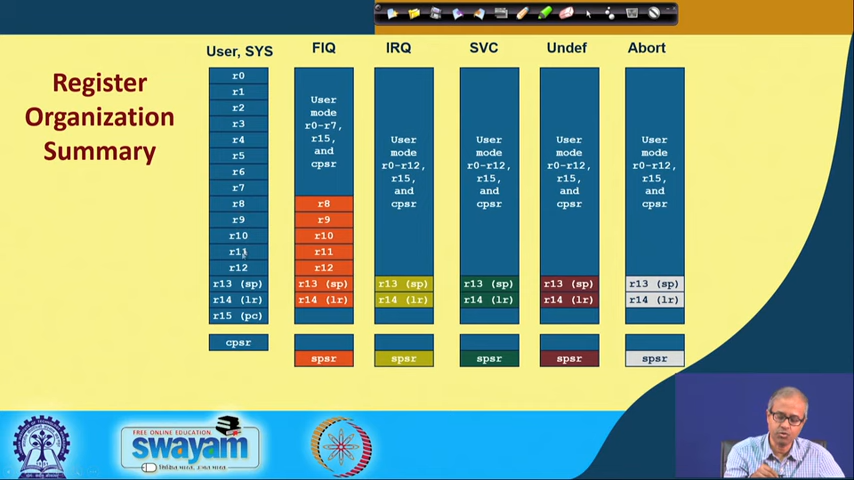 Register
Organization
Summary
User, SYS
r0
r1
r2
r3
r4
r5
r6
r7
r8
r9
r10
r11
r12
r13 (sp)
r14 (lr)
r15 (pc)
cpsr
FIQ
User
mode
r0-r7,
r15,
and
cpsr
r8
r9
r10
r11
r12
r13 (sp)
r14 (lr)
spsr
IRQ
User
mode
r0-r12,
r15,
and
cpsr
r13 (sp)
r14 (lr)
spsr
SVC
User
mode
r0-r12,
r15,
and
cpsr
r13 (sp)
r14 (lr)
spsr
Undef
User
mode
r0-r12,
r15,
and
cpsr
r13 (sp)
r14 (lr)
spsr
Abort
User
mode
r0-r12,
r15,
and
cpsr
r13 (sp)
r14 (lr)
spsr
FREE ONLINE EDUCATION
swayam